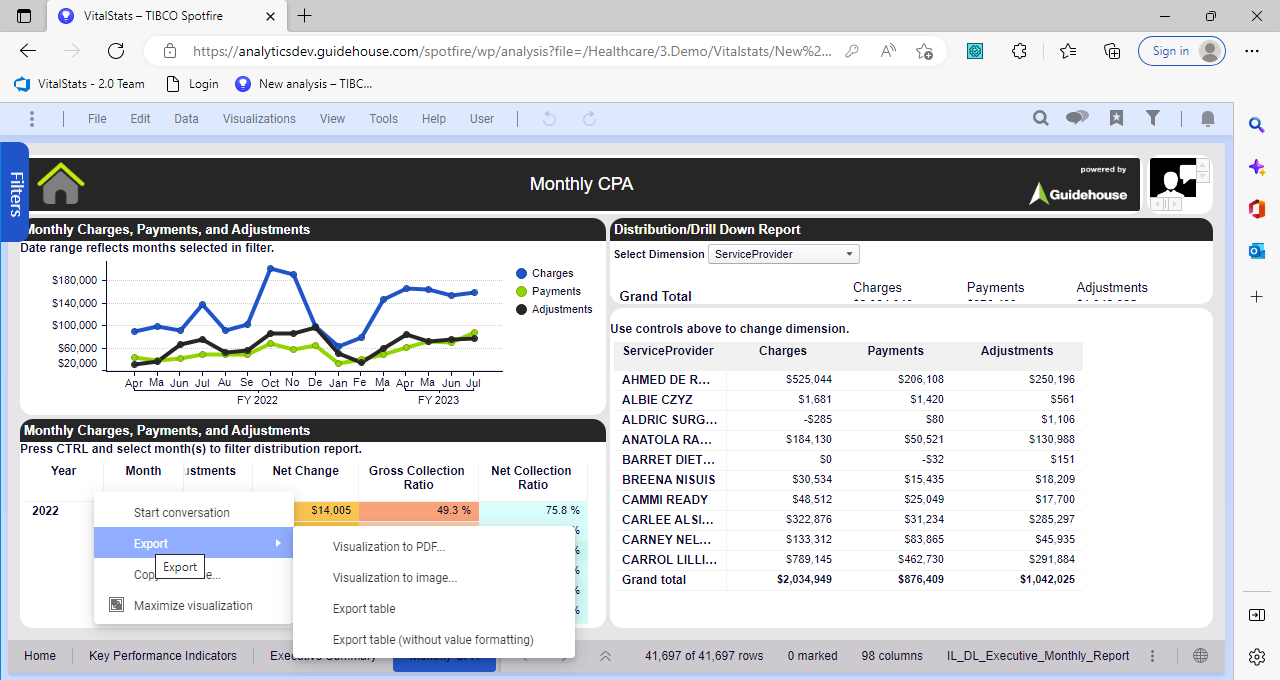 VitalStats – TIBCO Spotfire
https://analyticsdev.guidehouse.com/spotfire/wp/analysis?file=/Healthcare/3.Demo/Vitalstats/New%2...
Sign in
VitalStats - 2.0 Team
Login
New analysis – TIBC...
File Edit Data Visualizations View Tools Help User
Filters
Monthly CPA
powered by
Guidehouse
Monthly Charges, Payments, and Adjustments
Date range reflects months selected in filter.
$180,000
$140,000
$100,000
$60,000
$20,000
Apr Ma Jun Jul Au Se Oct No De Jan Fe Ma Apr Ma Jun Jul
FY 2022 FY 2023
Charges
Payments
Adjustments
Distribution/Drill Down Report
Select Dimension ServiceProvider
Charges Payments Adjustments
Grand Total
Use controls above to change dimension.
ServiceProvider Charges Payments Adjustments
AHMED DE R... $525,044 $206,108 $250,196
ALBIE CZYZ $1,681 $1,420 $561
ALDRIC SURG... -$285 $80 $1,106
ANATOLA RA... $184,130 $50,521 $130,988
BARRET DIET... $0 -$32 $151
BREENA NISUIS $30,534 $15,435 $18,209
CAMMI READY $48,512 $25,049 $17,700
CARLEE ALSI... $322,876 $31,234 $285,297
CARNEY NEL... $133,312 $83,865 $45,935
CARROL LILLI... $789,145 $462,730 $291,884
Grand total $2,034,949 $876,409 $1,042,025
Monthly Charges, Payments, and Adjustments
Press CTRL and select month(s) to filter distribution report.
Year Month ustments Net Change Gross Collection Ratio Net Collection Ratio
2022 $14,005 49.3 % 75.8 %
%
%
%
%
%
Start conversation
Export
Export
Maximize visualization
Visualization to PDF...
Visualization to image...
Export table
Export table (without value formatting)
Home Key Performance Indicators Executive Summary Monthly CPA
41,697 of 41,697 rows 0 marked 98 columns IL_DL_Executive_Monthly_Report